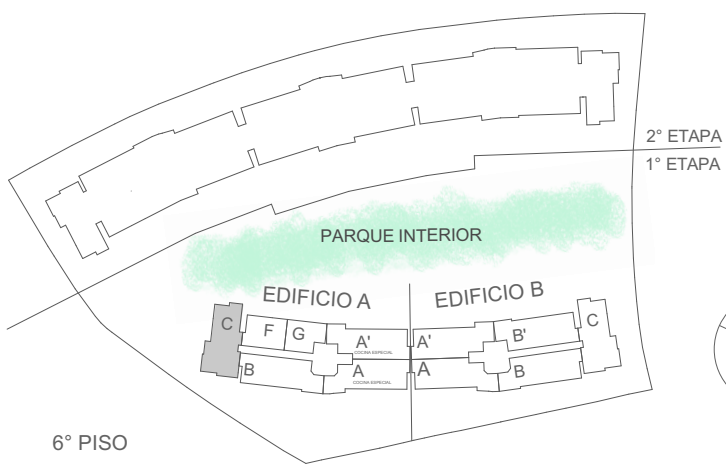 2° ETAPA
1° ETAPA
PARQUE INTERIOR
EDIFICIO A
EDIFICIO B
C
F
G
A'
COCINA ESPECIAL
A'
B'
C
B
A
COCINA ESPECIAL
A
B
6° PISO